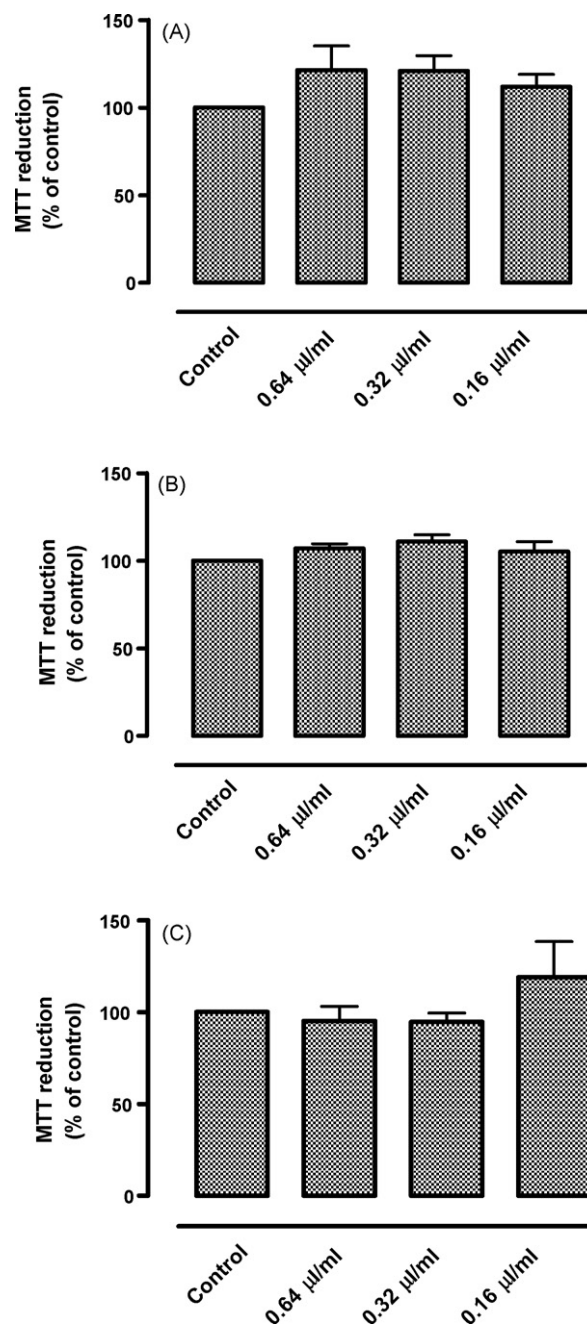 (A)
MTT reduction
(% of control)
150
100
50
0
Control
0.64 µl/ml
0.32 µl/ml
0.16 µl/ml
(B)
MTT reduction
(% of control)
150
100
50
0
Control
0.64 µl/ml
0.32 µl/ml
0.16 µl/ml
(C)
MTT reduction
(% of control)
150
100
50
0
Control
0.64 µl/ml
0.32 µl/ml
0.16 µl/ml